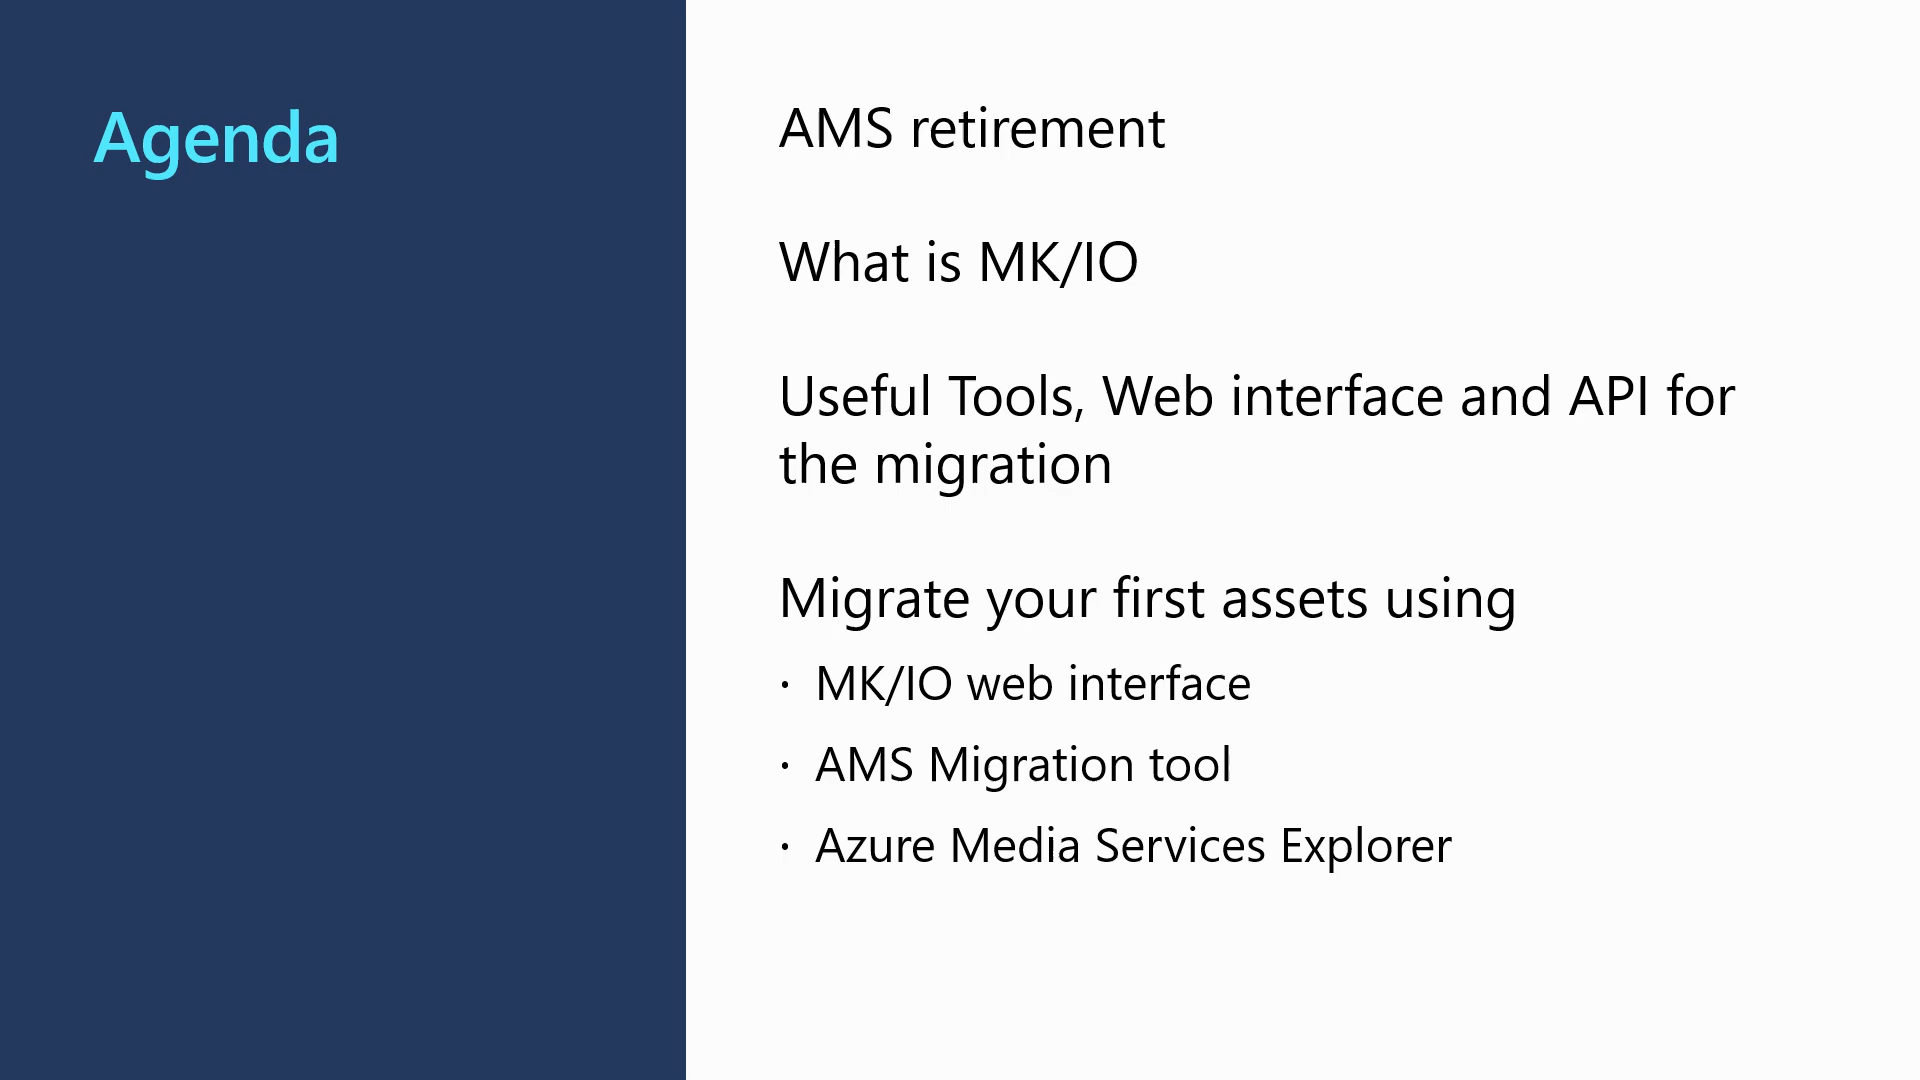 Agenda
AMS retirement
What is MK/IO
Useful Tools, Web interface and API for
the migration
Migrate your first assets using
· MK/IO web interface
· AMS Migration tool
· Azure Media Services Explorer